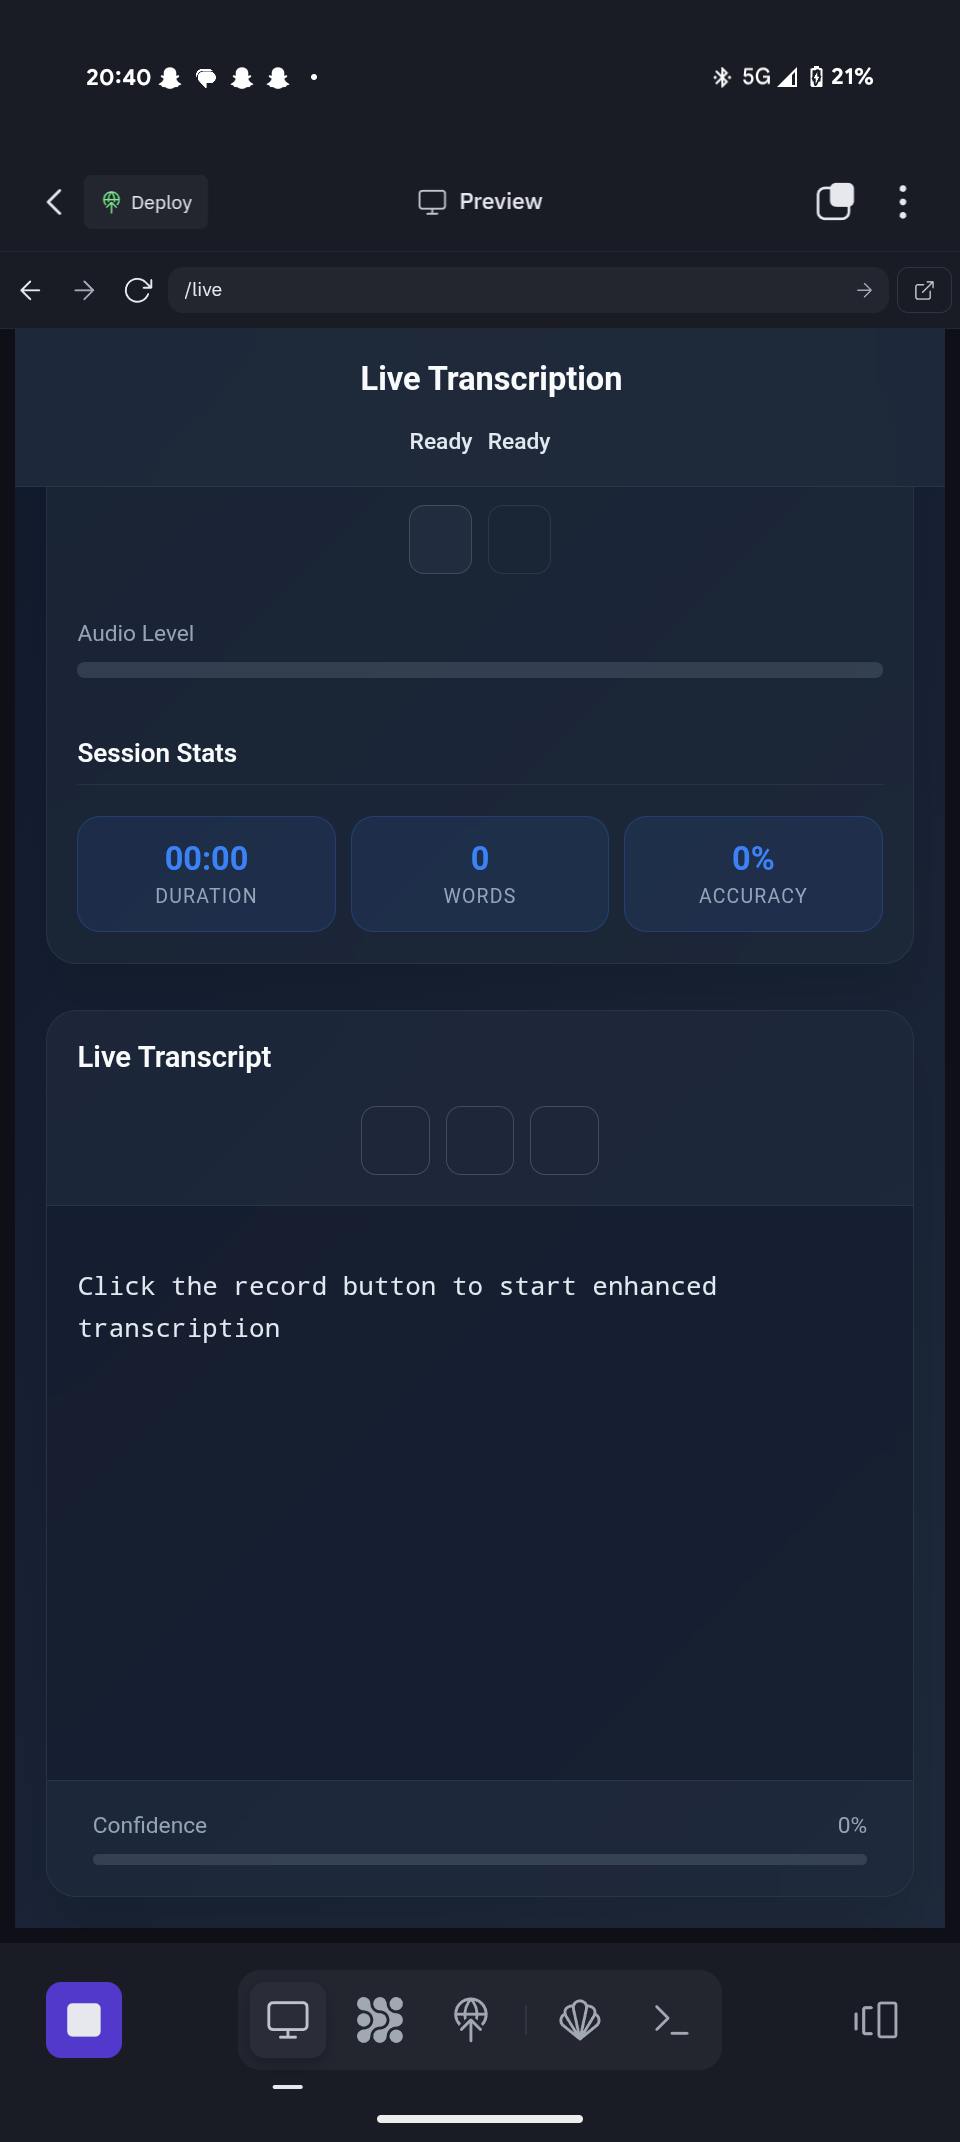 20:40 5G 21%
Deploy Preview
/live
Live Transcription
Ready Ready
Audio Level
Session Stats
00:00 0 0%
DURATION WORDS ACCURACY
Live Transcript
Click the record button to start enhanced
transcription
Confidence 0%